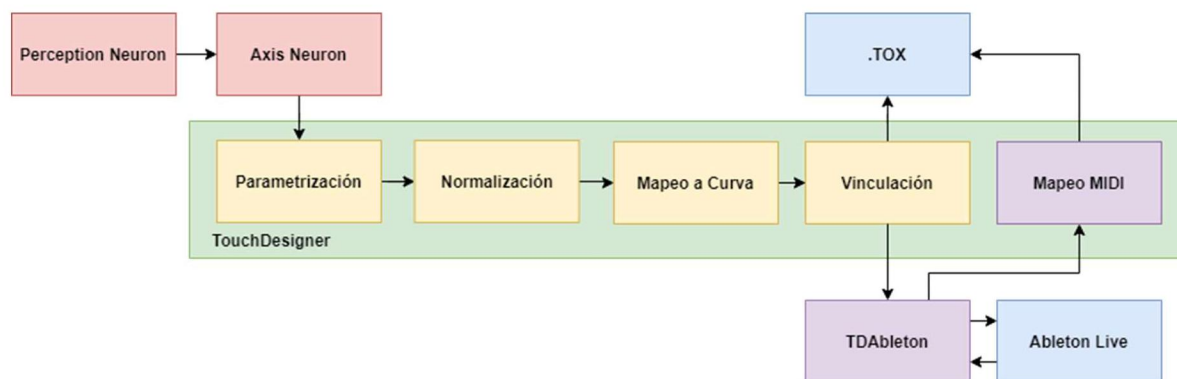 Perception Neuron
Axis Neuron
.TOX
Parametrización
Normalización
Mapeo a Curva
Vinculación
Mapeo MIDI
TouchDesigner
TDAbleton
Ableton Live